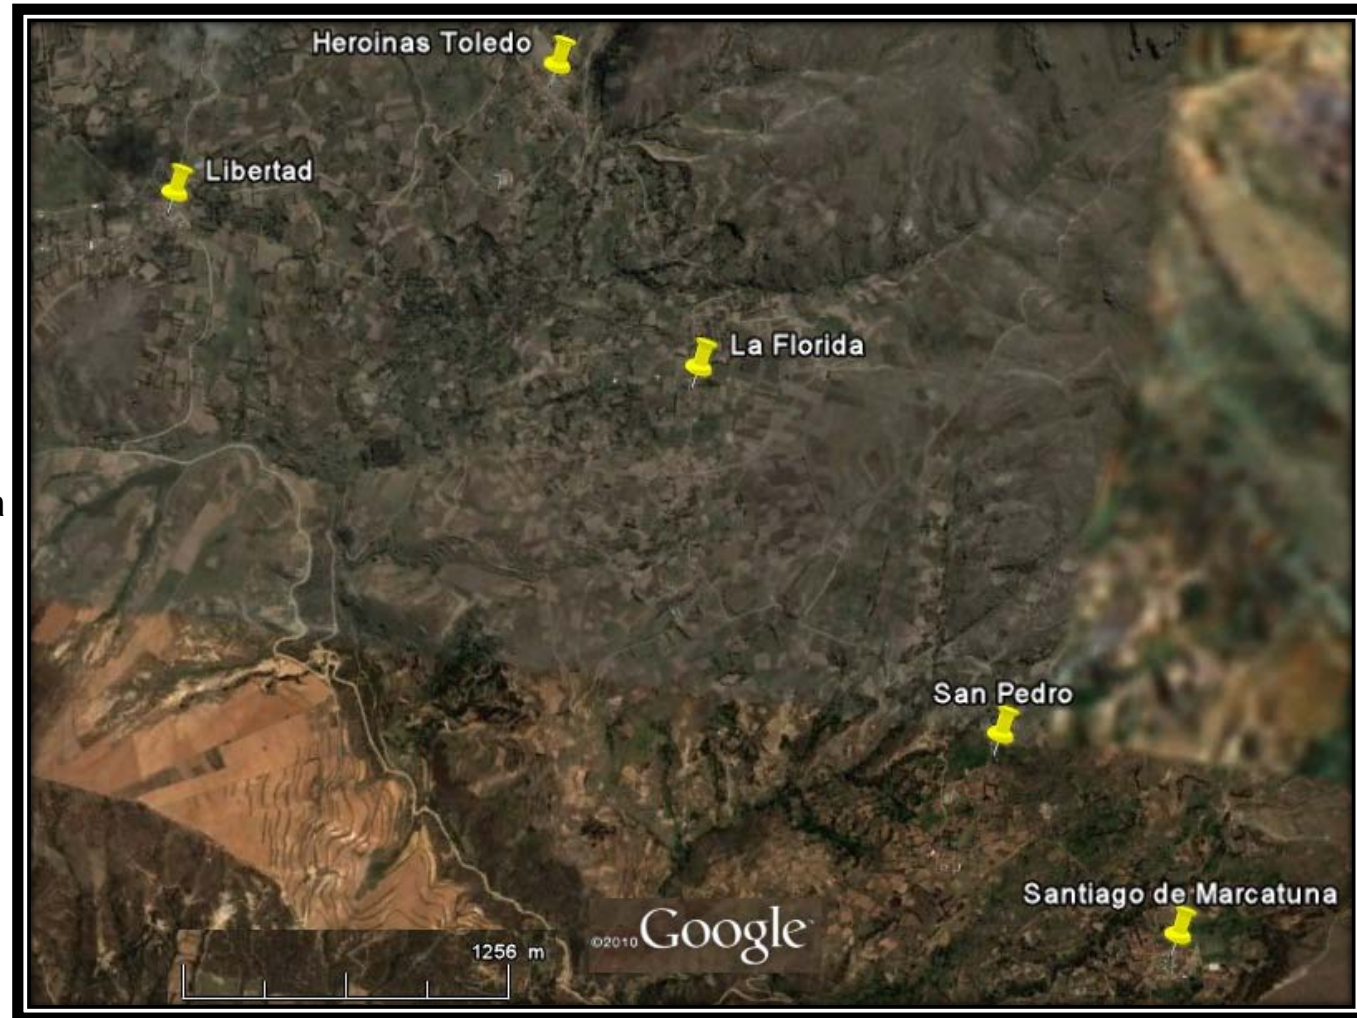 Heroinas Toledo
Libertad
La Florida
San Pedro
Santiago de Marcatuna
1256 m
©2010 Google